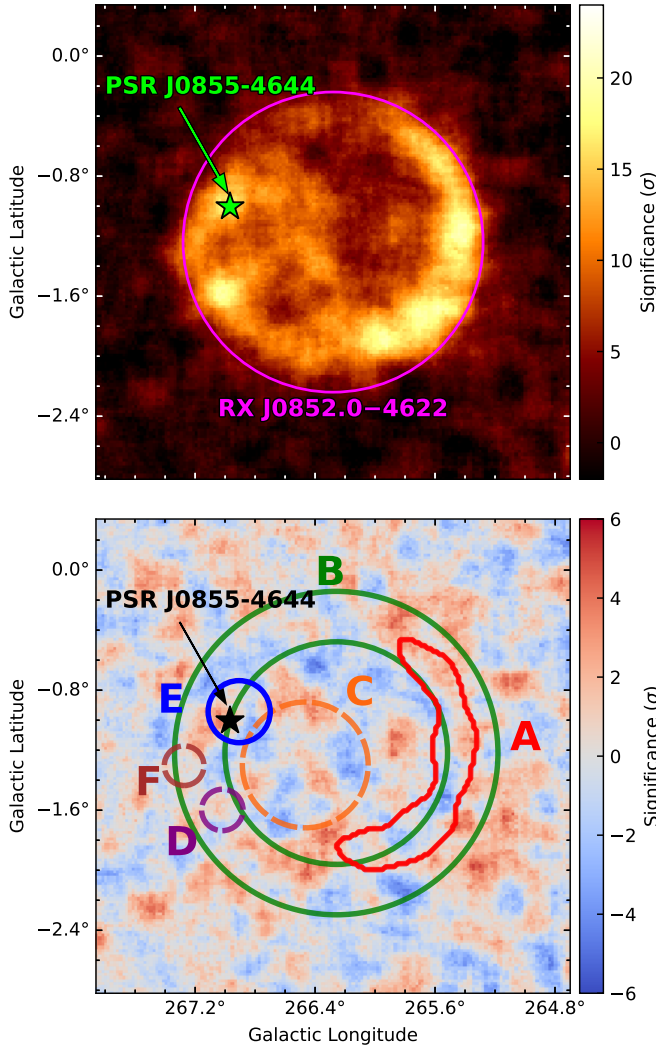 0.0°
−0.8°
−1.6°
−2.4°
Galactic Latitude
PSR J0855-4644
RX J0852.0−4622
20
15
10
5
0
Significance (σ)
0.0°
−0.8°
−1.6°
−2.4°
Galactic Latitude
PSR J0855-4644
B
E
C
A
F
D
6
4
2
0
−2
−4
−6
Significance (σ)
267.2° 266.4° 265.6° 264.8°
Galactic Longitude